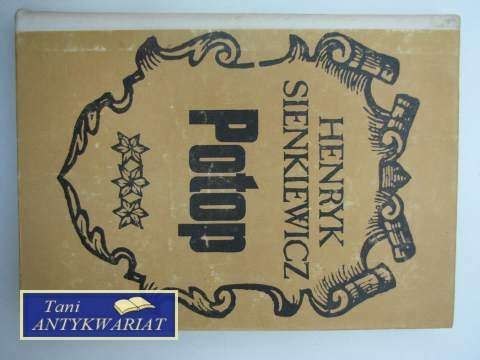 HENRYK
SIENKIEWICZ
Potop
Tani
ANTYKWARIAT